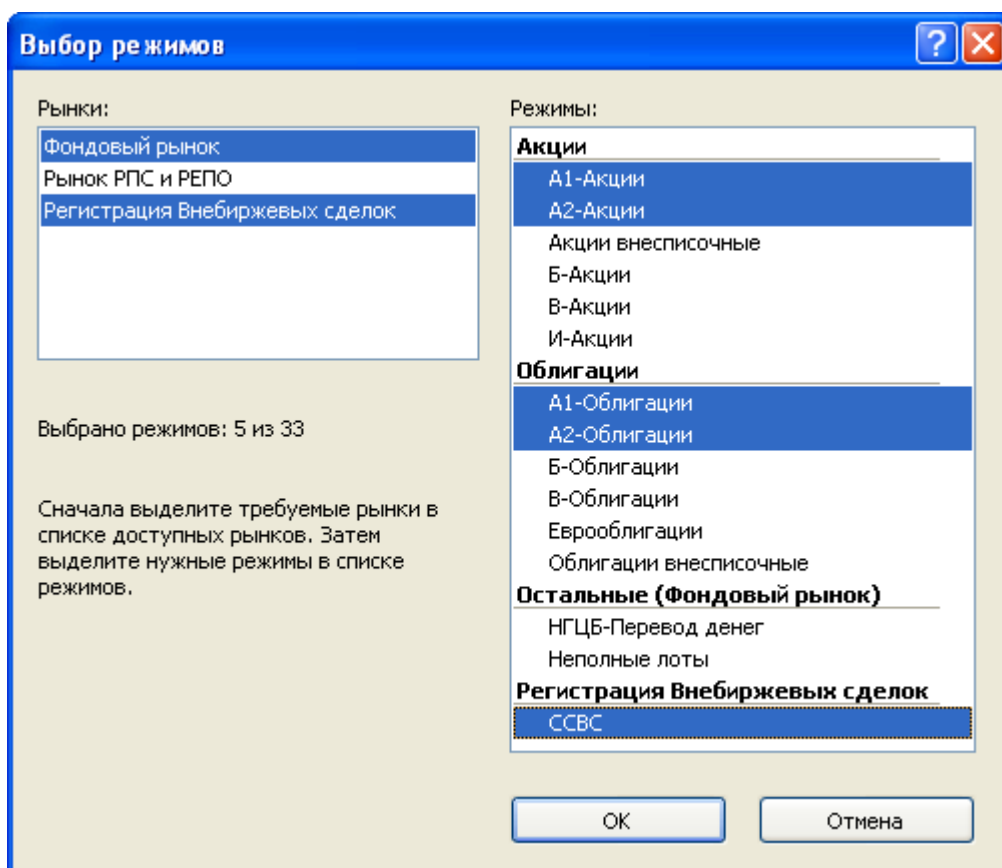 Выбор режимов
Рынки:
Фондовый рынок
Рынок РПС и РЕПО
Регистрация Внебиржевых сделок
Выбрано режимов: 5 из 33
Сначала выделите требуемые рынки в
списке доступных рынков. Затем
выделите нужные режимы в списке
режимов.
Режимы:
Акции
А1-Акции
А2-Акции
Акции внесписочные
Б-Акции
В-Акции
И-Акции
Облигации
А1-Облигации
А2-Облигации
Б-Облигации
В-Облигации
Еврооблигации
Облигации внесписочные
Остальные (Фондовый рынок)
НГЦБ-Перевод денег
Неполные лоты
Регистрация Внебиржевых сделок
ССВС
ОК
Отмена